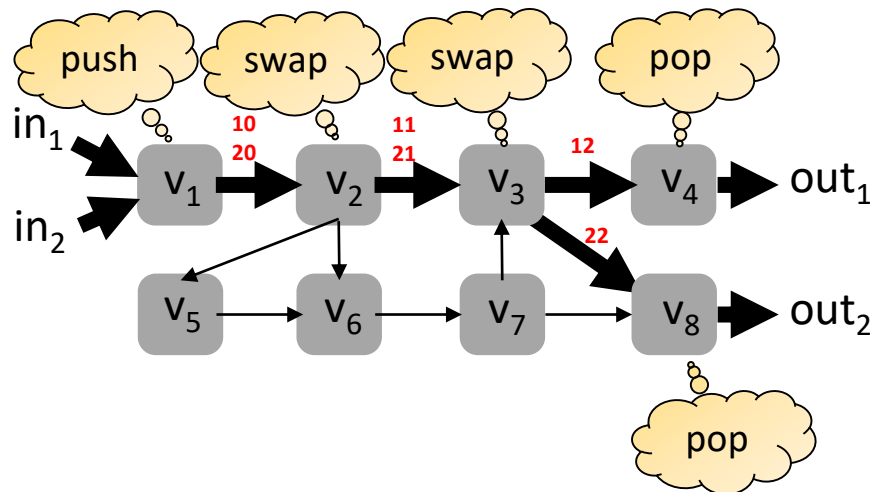 push
swap
swap
pop
in1
10
20
11
21
12
v1
v2
v3
v4
out1
in2
22
v5
v6
v7
v8
out2
pop